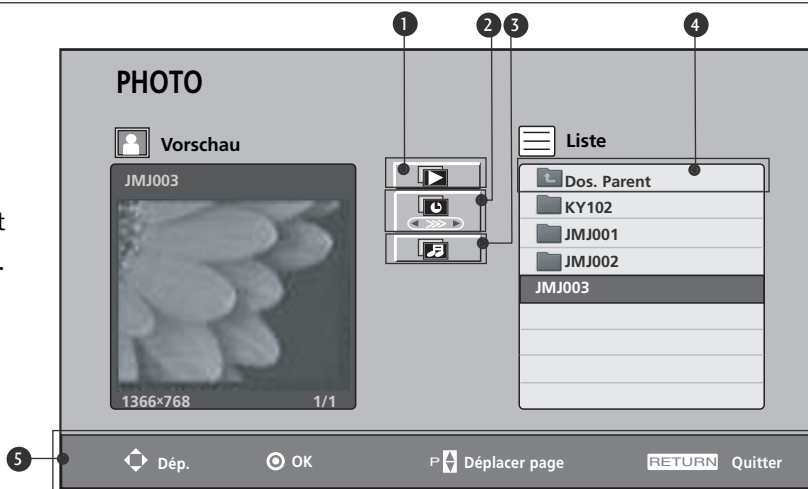 1 2 3 4
PHOTO
Vorschau
Liste
JMJ003
Dos. Parent
KY102
JMJ001
JMJ002
JMJ003
t
.
1366×768 1/1
5
Dép. OK P Déplacer page RETURN Quitter